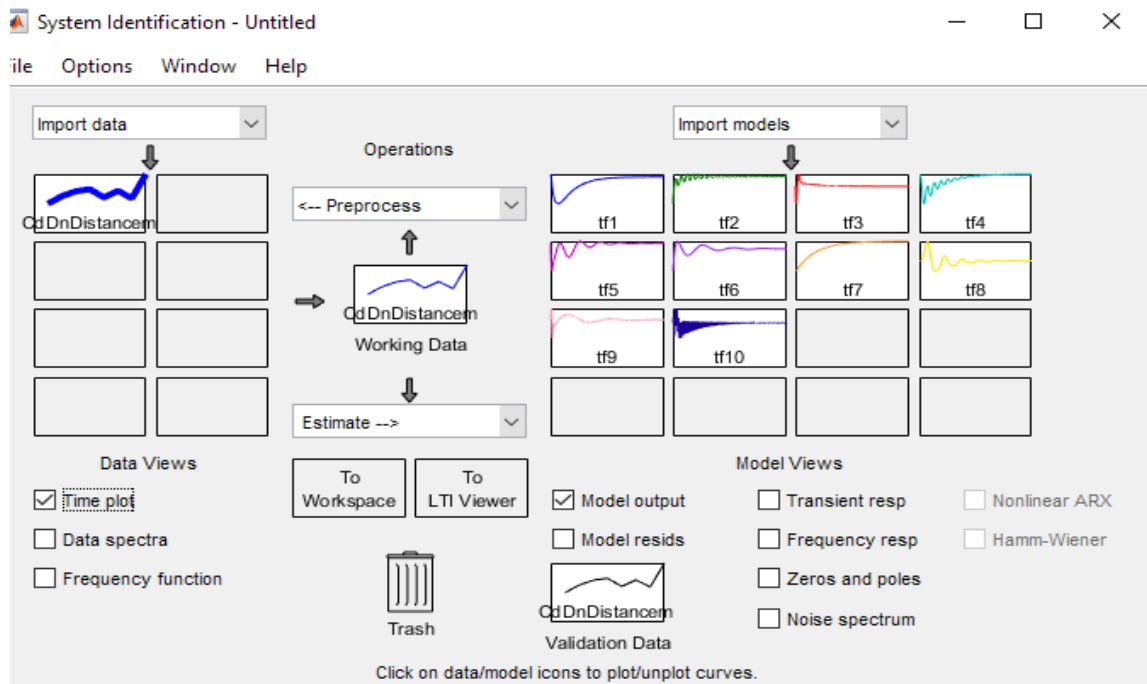 System Identification - Untitled
ile Options Window Help
Import data
Import models
Operations
CdDnDistancem
<-- Preprocess
tf1 tf2 tf3 tf4
tf5 tf6 tf7 tf8
CdDnDistancem
Working Data
tf9 tf10
Estimate -->
Data Views
Model Views
To Workspace
To LTI Viewer
Time plot
Data spectra
Frequency function
Model output
Transient resp
Nonlinear ARX
Model resids
Frequency resp
Hamm-Wiener
Zeros and poles
Noise spectrum
CdDnDistancem
Trash
Validation Data
Click on data/model icons to plot/unplot curves.